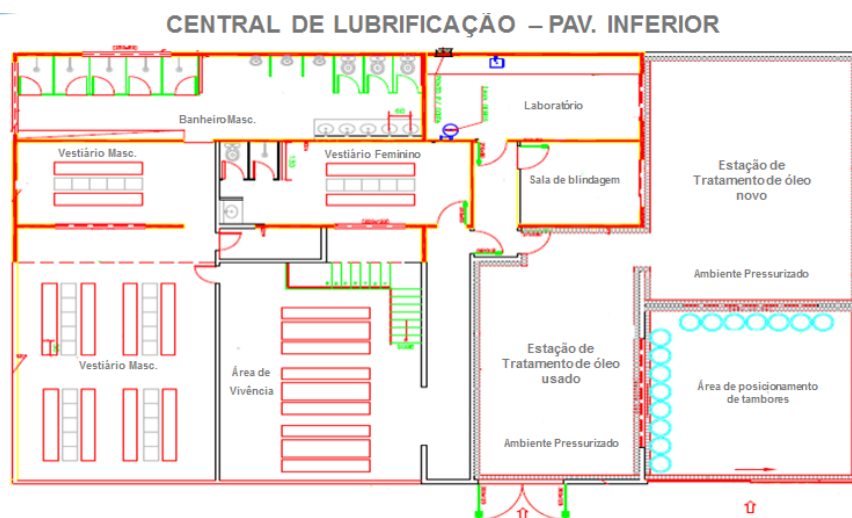 CENTRAL DE LUBRIFICAÇÃO – PAV. INFERIOR
Banheiro Masc.
Laboratório
Vestiário Masc.
Vestiário Feminino
Sala de blindagem
Estação de
Tratamento de óleo
novo
Ambiente Pressurizado
Vestiário Masc.
Área de
Vivência
Estação de
Tratamento de óleo
usado
Ambiente Pressurizado
Área de posicionamento
de tambores